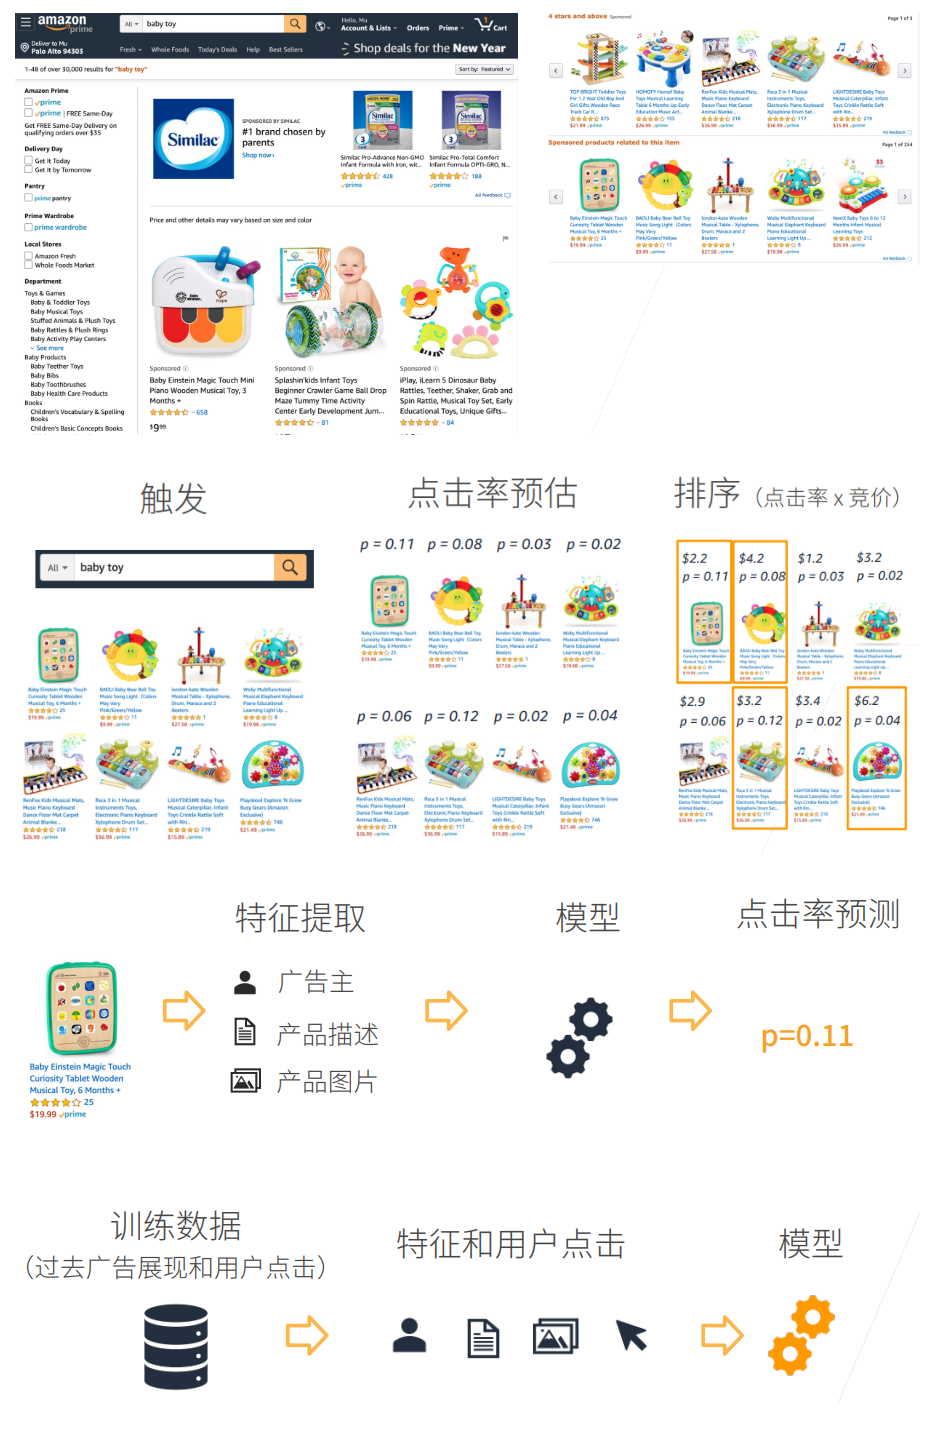 amazon
prime
All
baby toy
Hello, Mu
Account & Lists
Orders
Prime
1
Cart
Deliver to Mu
Palo Alto 94303
Fresh
Whole Foods
Today's Deals
Help
Best Sellers
Shop deals for the New Year
1-48 of over 30,000 results for "baby toy"
Sort by: Featured
Amazon Prime
prime
prime | FREE Same-Day
Get FREE Same-Day Delivery on
qualifying orders over $35
Delivery Day
Get It Today
Get It by Tomorrow
Pantry
prime pantry
Prime Wardrobe
prime wardrobe
Local Stores
Amazon Fresh
Whole Foods Market
Department
Toys & Games
Baby & Toddler Toys
Baby Musical Toys
Stuffed Animals & Plush Toys
Baby Rattles & Plush Rings
Baby Activity Play Centers
See more
Baby Products
Baby Teether Toys
Baby Bibs
Baby Toothbrushes
Baby Health Care Products
Books
Children's Vocabulary & Spelling
Books
Children's Basic Concepts Books
Similac
SPONSORED BY SIMILAC
#1 brand chosen by
parents
Shop now ›
Similac Pro-Advance Non-GMO
Infant Formula with Iron, wit...
428
prime
Similac Pro-Total Comfort
Infant Formula OPTI-GRO, N...
188
prime
Ad feedback
Price and other details may vary based on size and color
Sponsored
Baby Einstein Magic Touch Mini
Piano Wooden Musical Toy, 3
Months +
658
$9.99
Sponsored
Splashin'kids Infant Toys
Beginner Crawler Game Ball Drop
Maze Tummy Time Activity
Center Early Development Jum...
81
Sponsored
iPlay, iLearn 5 Dinosaur Baby
Rattles, Teether, Shaker, Grab and
Spin Rattle, Musical Toy Set, Early
Educational Toys, Unique Gifts...
84
4 stars and above Sponsored
Page 1 of 3
TOP BRIGHT Toddler Toys
For 1 2 Year Old Boy And
Girl Gifts Wooden Race
Track Car R...
875
$21.99 prime
HOMOFY Baby Toys
Musical Learning
Table 6 Months Up-Early
Education Music Act...
155
$26.99 prime
RenFox Kids Musical Mats,
Music Piano Keyboard
Dance Floor Mat Carpet
Animal Blanke...
218
$26.99 prime
fisca 3 in 1 Musical
Instruments Toys,
Electronic Piano Keyboard
Xylophone Drum Set...
117
$36.99 prime
LIGHTDESIRE Baby Toys
Musical Caterpillar, Infant
Toys Crinkle Rattle Soft
with Rin...
219
$15.89 prime
Ad feedback
Sponsored products related to this item
Page 1 of 254
Baby Einstein Magic Touch
Curiosity Tablet Wooden
Musical Toy, 6 Months +
25
$19.99 prime
BAOLI Baby Bear Bell Toy
Music Song Light (Colors
May Vary
Pink/Green/Yellow
11
$9.99 prime
london-kate Wooden
Musical Table - Xylophone,
Drum, Maraca and 2
Beaters
1
$27.58 prime
Wisby Multifunctional
Musical Elephant Keyboard
Piano Educational
Learning Light Up ...
8
$19.98 prime
NextX Baby Toys 6 to 12
Months Infant Musical
Learning Toys
212
$20.99 prime
Ad feedback
触发
点击率预估
排序（点击率 x 竞价）
All
baby toy
Baby Einstein Magic Touch
Curiosity Tablet Wooden
Musical Toy, 6 Months +
25
$19.99 prime
BAOLI Baby Bear Bell Toy
Music Song Light (Colors
May Vary
Pink/Green/Yellow
11
$9.99 prime
london-kate Wooden
Musical Table - Xylophone,
Drum, Maraca and 2
Beaters
1
$27.58 prime
Wisby Multifunctional
Musical Elephant Keyboard
Piano Educational
Learning Light Up ...
8
$19.98 prime
RenFox Kids Musical Mats,
Music Piano Keyboard
Dance Floor Mat Carpet
Animal Blanke...
218
$26.99 prime
fisca 3 in 1 Musical
Instruments Toys,
Electronic Piano Keyboard
Xylophone Drum Set...
117
$36.99 prime
LIGHTDESIRE Baby Toys
Musical Caterpillar, Infant
Toys Crinkle Rattle Soft
with Rin...
219
$15.89 prime
Playskool Explore 'N Grow
Busy Gears (Amazon
Exclusive)
746
$21.49 prime
p = 0.11
p = 0.08
p = 0.03
p = 0.02
p = 0.06
p = 0.12
p = 0.02
p = 0.04
$2.2
p = 0.11
$4.2
p = 0.08
$1.2
p = 0.03
$3.2
p = 0.02
$2.9
p = 0.06
$3.2
p = 0.12
$3.4
p = 0.02
$6.2
p = 0.04
特征提取
模型
点击率预测
Baby Einstein Magic Touch
Curiosity Tablet Wooden
Musical Toy, 6 Months +
25
$19.99 prime
广告主
产品描述
产品图片
p=0.11
训练数据
（过去广告展现和用户点击）
特征和用户点击
模型